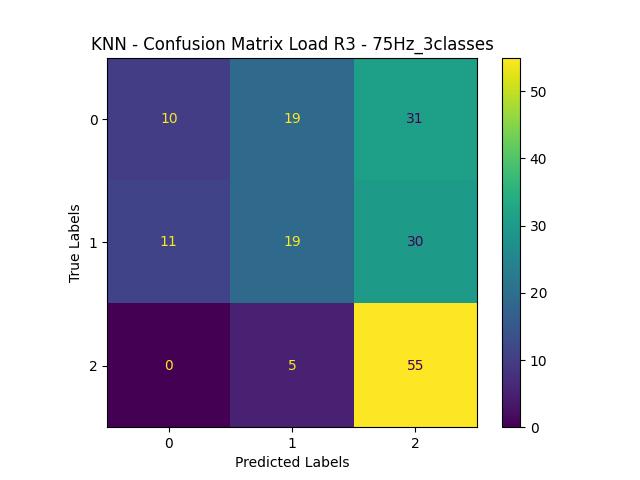 KNN - Confusion Matrix Load R3 - 75Hz_3classes
True Labels
0 10 19 31
1 11 19 30
2 0 5 55
0 1 2
Predicted Labels
50
40
30
20
10
0